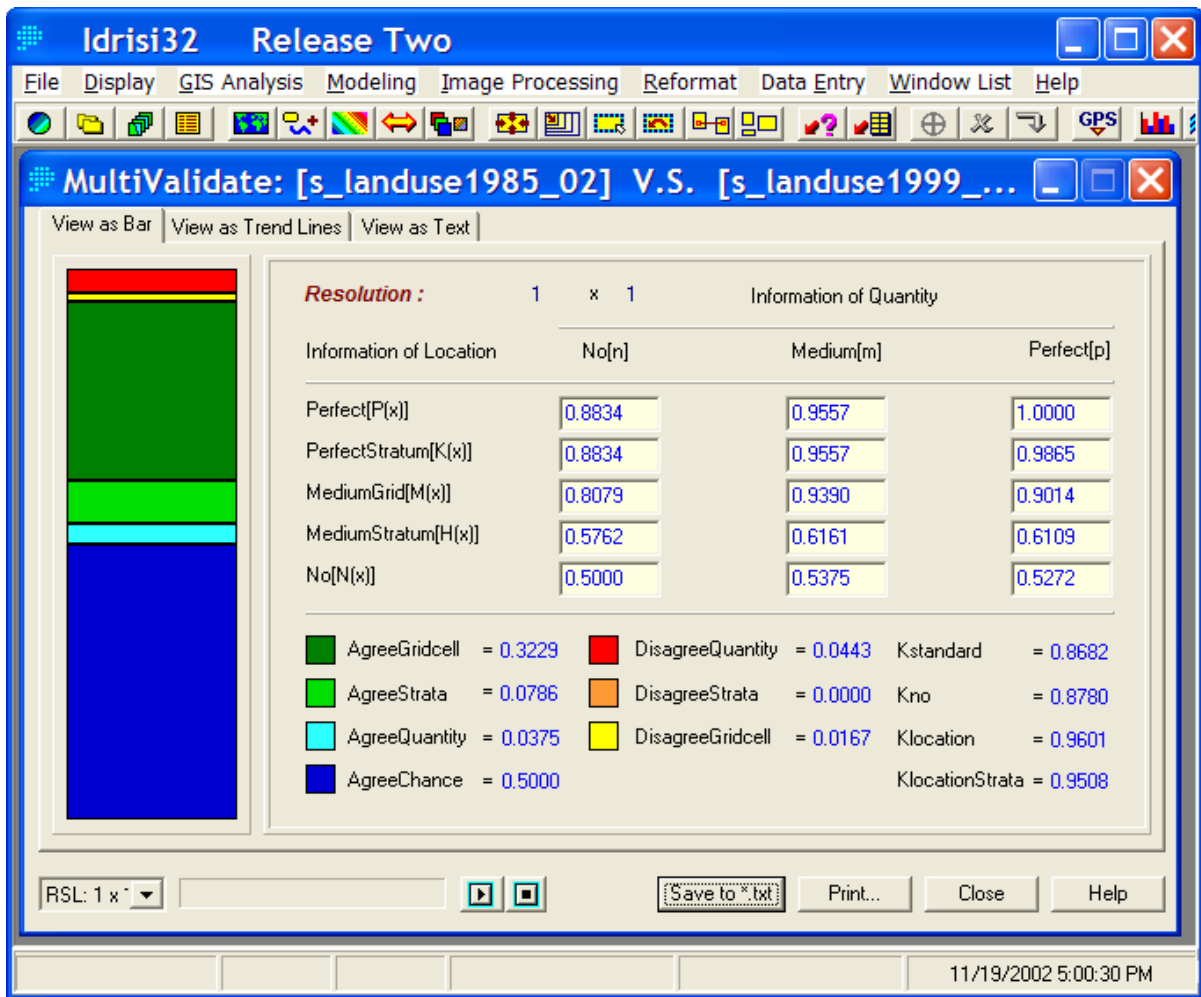 Idrisi32 Release Two
File Display GIS Analysis Modeling Image Processing Reformat Data Entry Window List Help
GPS
MultiValidate: [s_landuse1985_02] V.S. [s_landuse1999_...
View as Bar View as Trend Lines View as Text
Resolution : 1 x 1 Information of Quantity
Information of Location No[n] Medium[m] Perfect[p]
Perfect[P(x)] 0.8834 0.9557 1.0000
PerfectStratum[K(x)] 0.8834 0.9557 0.9865
MediumGrid[M(x)] 0.8079 0.9390 0.9014
MediumStratum[H(x)] 0.5762 0.6161 0.6109
No[N(x)] 0.5000 0.5375 0.5272
AgreeGridcell = 0.3229 DisagreeQuantity = 0.0443 Kstandard = 0.8682
AgreeStrata = 0.0786 DisagreeStrata = 0.0000 Kno = 0.8780
AgreeQuantity = 0.0375 DisagreeGridcell = 0.0167 Klocation = 0.9601
AgreeChance = 0.5000 KlocationStrata = 0.9508
RSL: 1 x Save to *.txt Print... Close Help
11/19/2002 5:00:30 PM